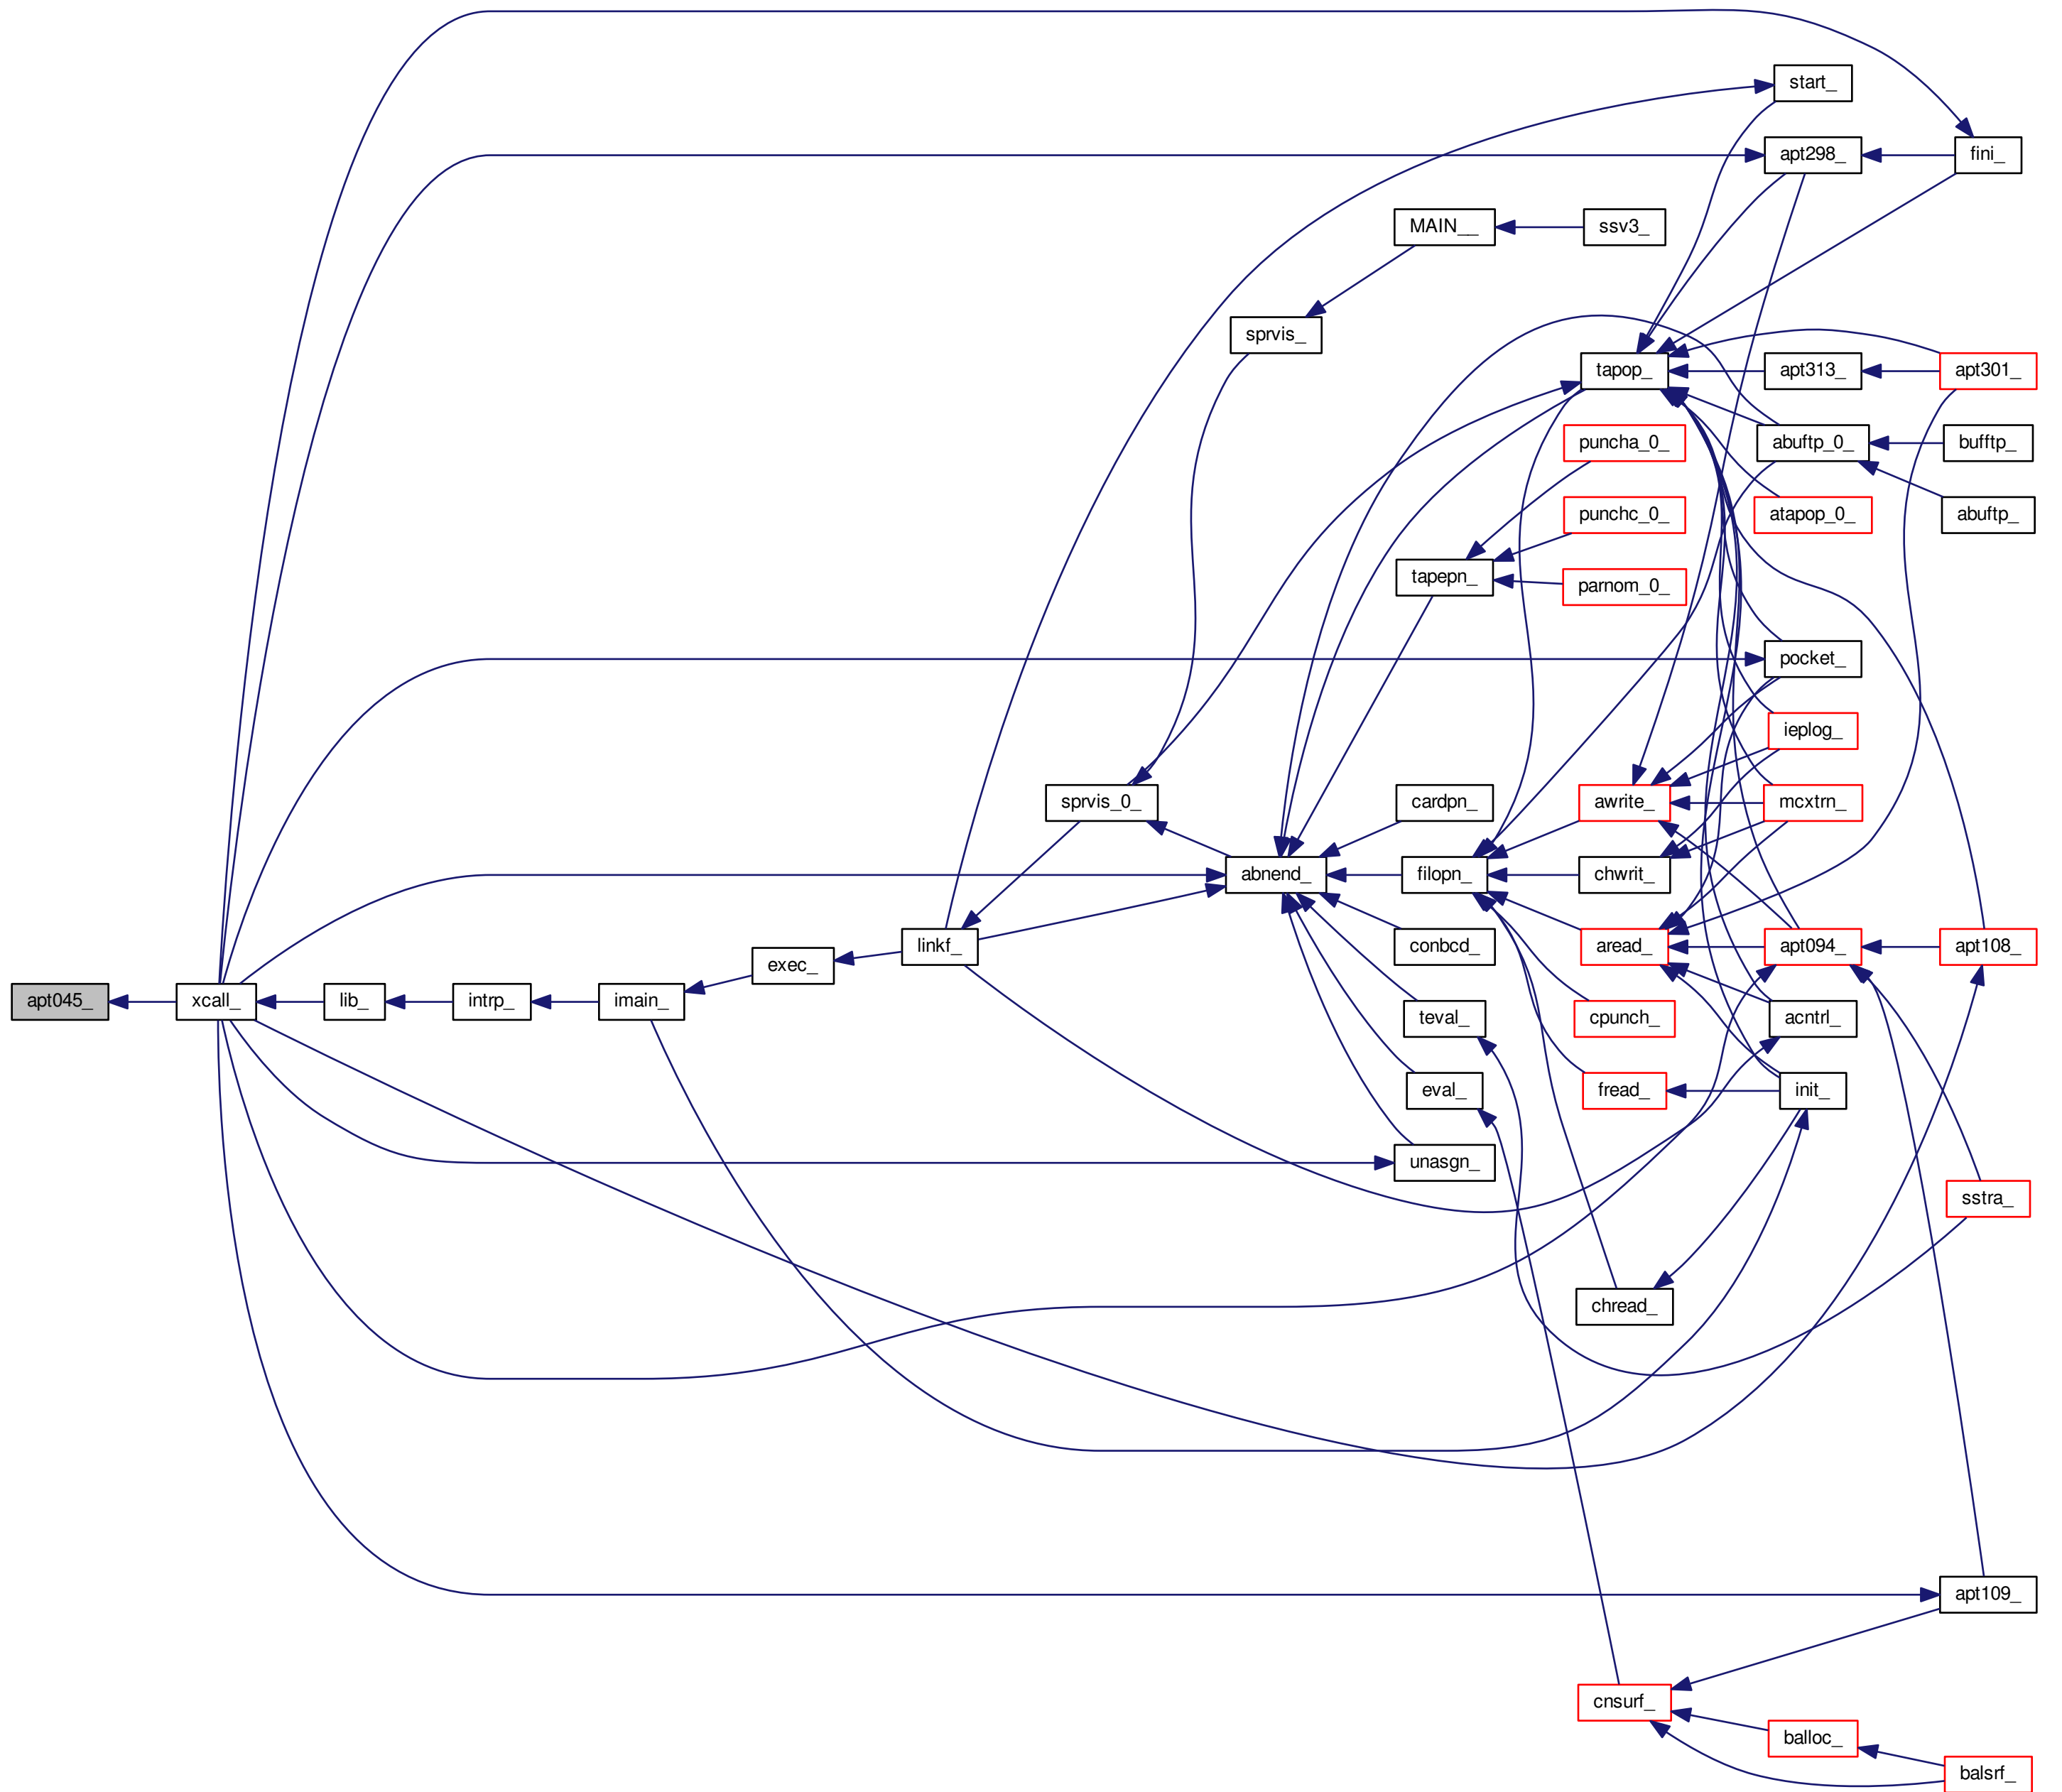 start_
apt298_
fini_
MAIN__
ssv3_
sprvis_
tapop_
apt313_
apt301_
puncha_0_
abuftp_0_
bufftp_
punchc_0_
atapop_0_
abuftp_
tapepn_
parnom_0_
pocket_
ieplog_
sprvis_0_
cardpn_
awrite_
mcxtrn_
abnend_
filopn_
chwrit_
linkf_
conbcd_
aread_
apt094_
apt108_
exec_
apt045_
xcall_
lib_
intrp_
imain_
teval_
cpunch_
acntrl_
eval_
fread_
init_
unasgn_
sstra_
chread_
apt109_
cnsurf_
balloc_
balsrf_